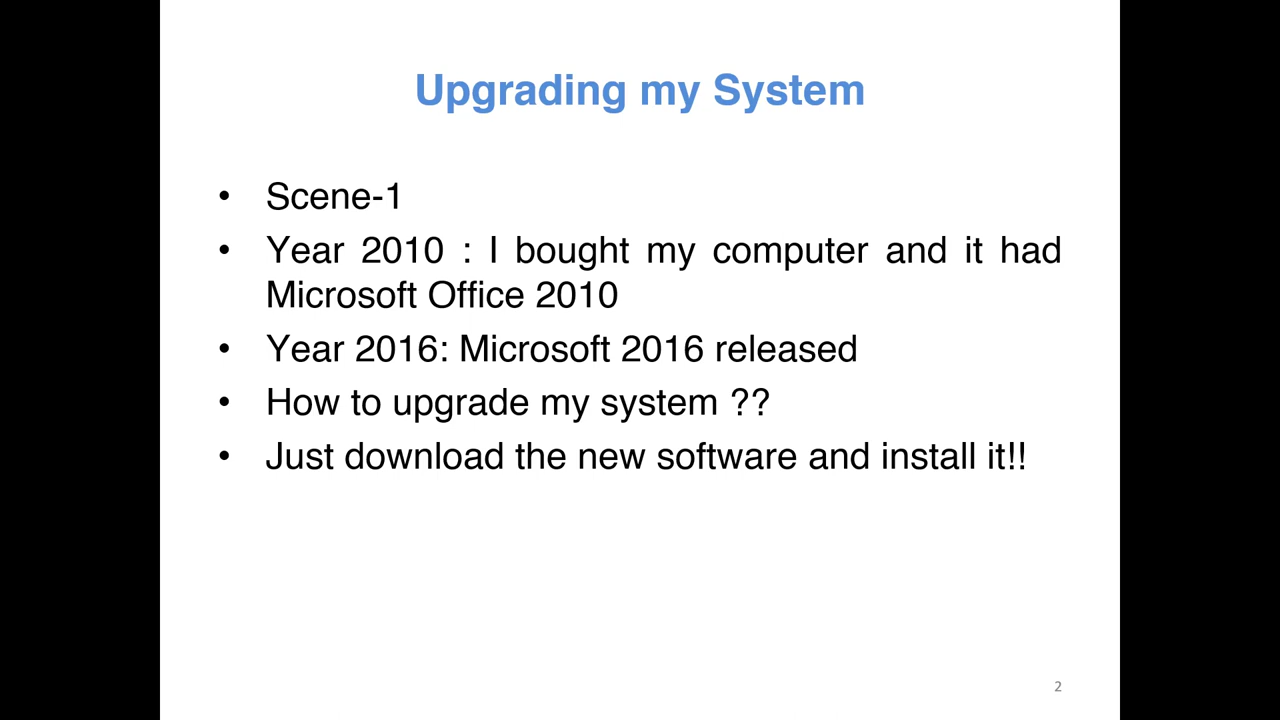 Upgrading my System
• Scene-1
• Year 2010 : I bought my computer and it had
Microsoft Office 2010
• Year 2016: Microsoft 2016 released
• How to upgrade my system ??
• Just download the new software and install it!!
2